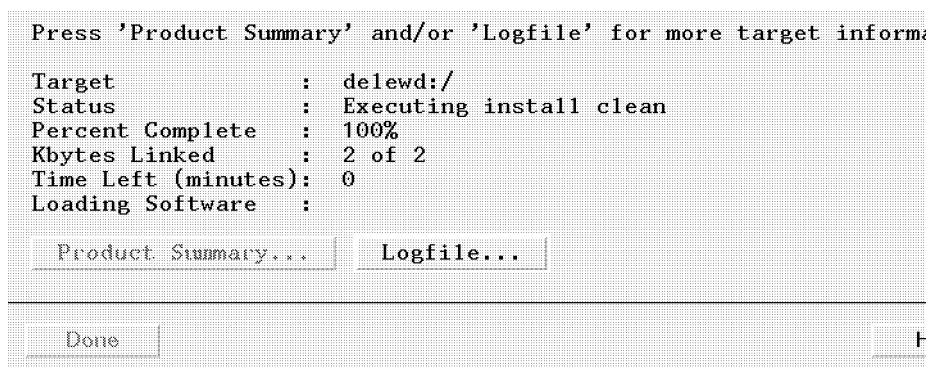 Press 'Product Summary' and/or 'Logfile' for more target informa
Target : delewd:/
Status : Executing install clean
Percent Complete : 100%
Kbytes Linked : 2 of 2
Time Left (minutes): 0
Loading Software :
Product Summary... Logfile...
Done H